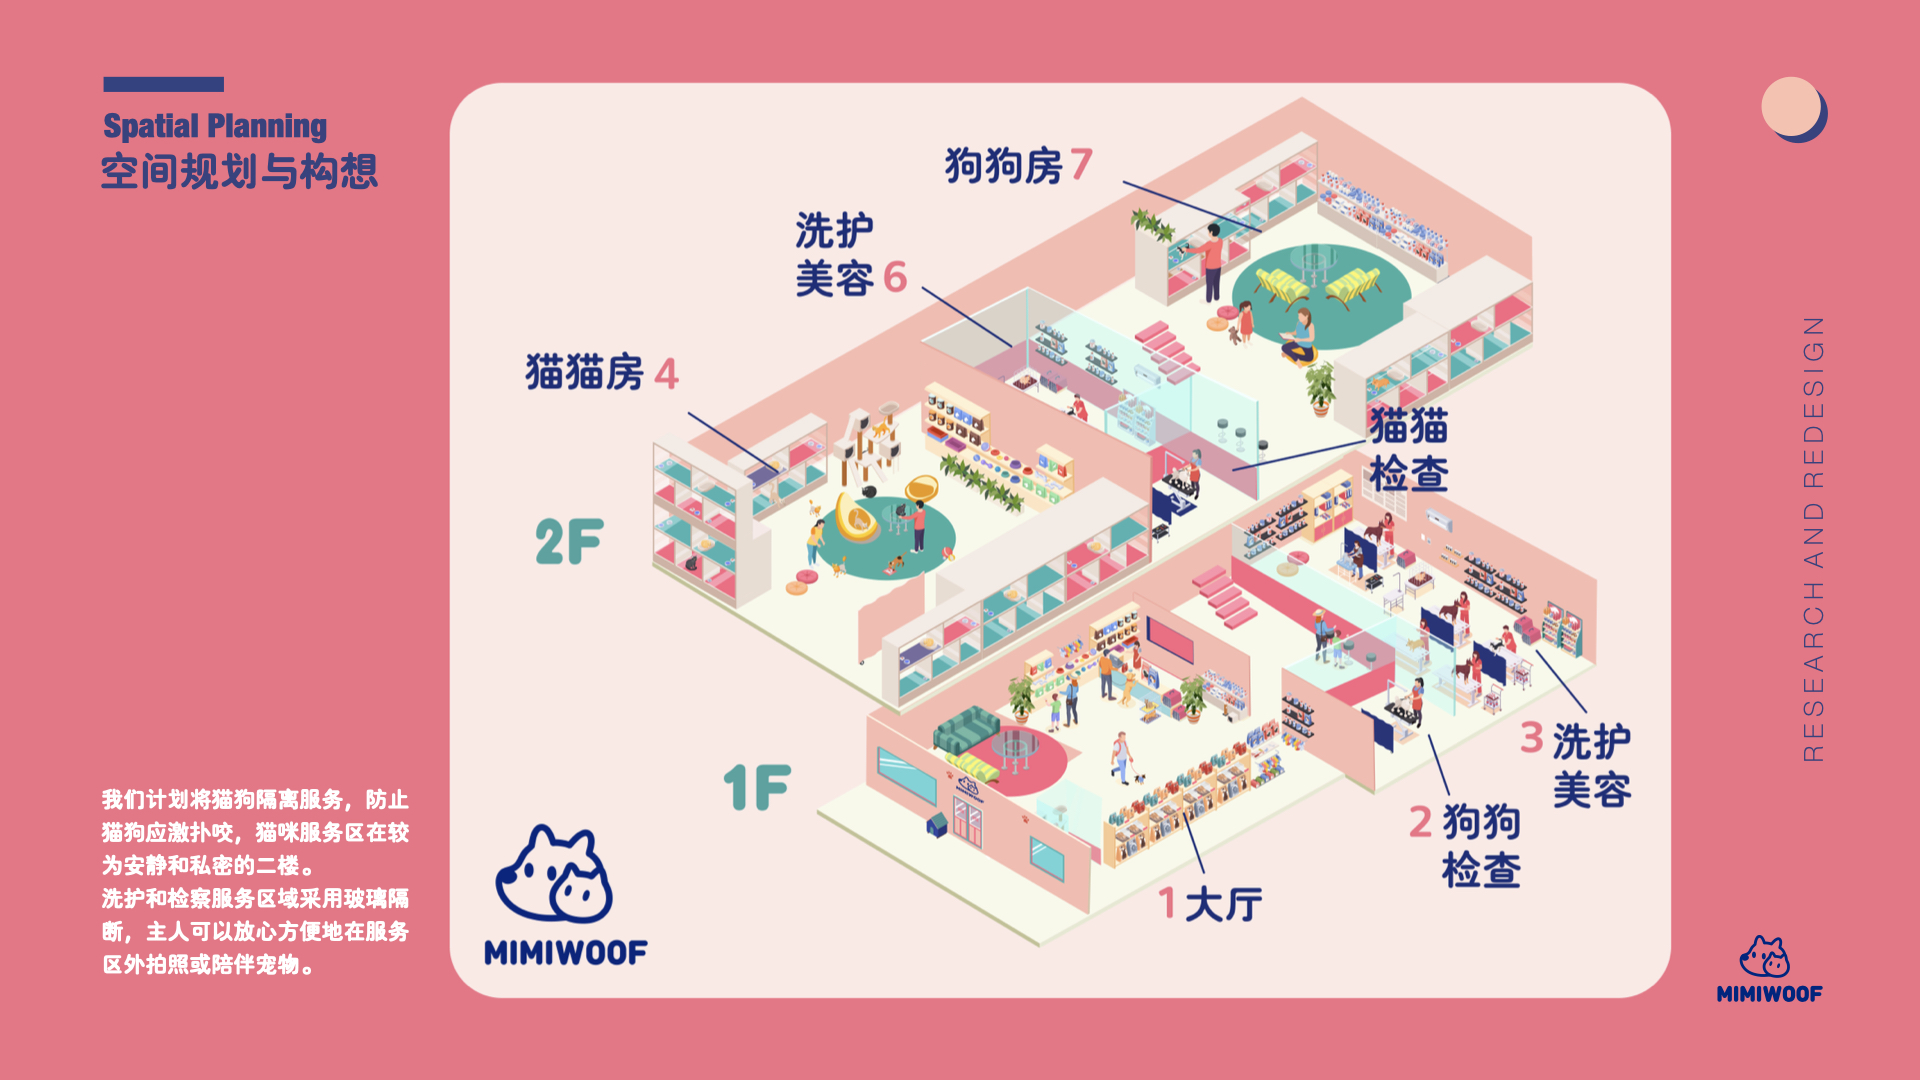 Spatial Planning
空间规划与构想
我们计划将猫狗隔离服务，防止
猫狗应激扑咬，猫咪服务区在较
为安静和私密的二楼。
洗护和检察服务区域采用玻璃隔
断，主人可以放心方便地在服务
区外拍照或陪伴宠物。
狗狗房7
洗护
美容6
猫猫房4
猫猫
检查
2F
1F
3洗护
美容
2狗狗
检查
1大厅
MIMIWOOF
RESEARCH AND REDESIGN
MIMIWOOF